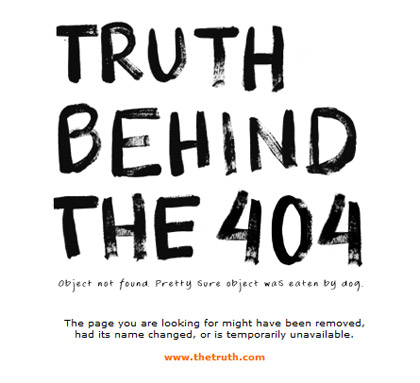 TRUTH
BEHIND
THE 404
Object not found. Pretty sure object was eaten by dog.
The page you are looking for might have been removed,
had its name changed, or is temporarily unavailable.
www.thetruth.com